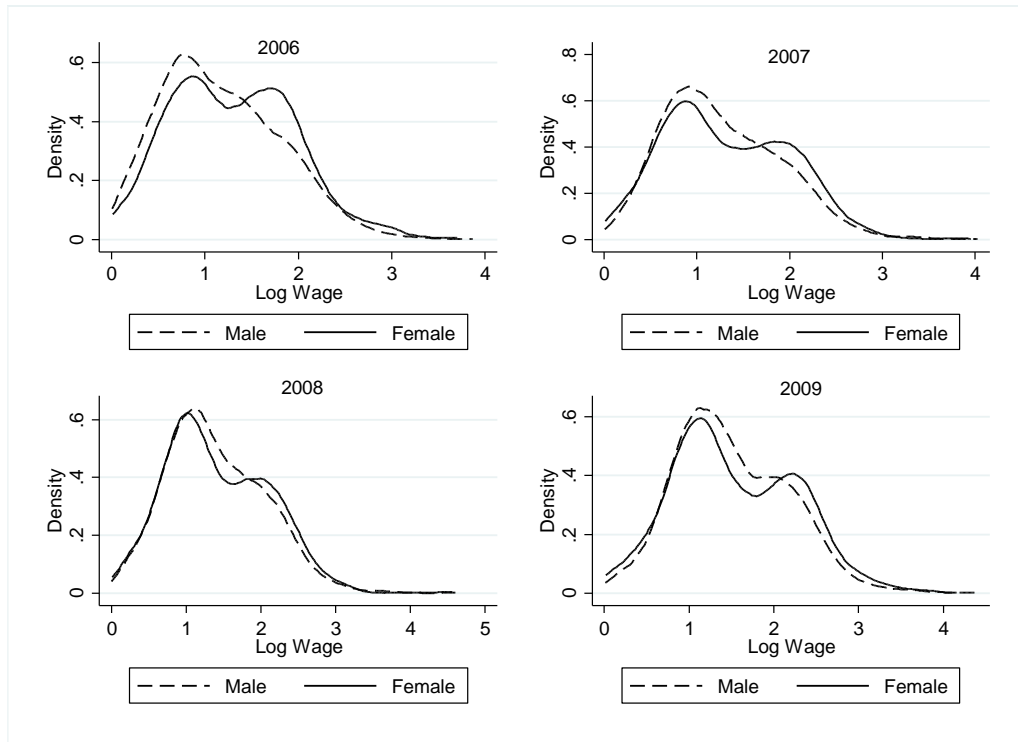 2006
Density
0 .2 .4 .6
0 1 2 3 4
Log Wage
Male Female
2007
Density
0 .2 .4 .6 .8
0 1 2 3 4
Log Wage
Male Female
2008
Density
0 .2 .4 .6
0 1 2 3 4 5
Log Wage
Male Female
2009
Density
0 .2 .4 .6
0 1 2 3 4
Log Wage
Male Female